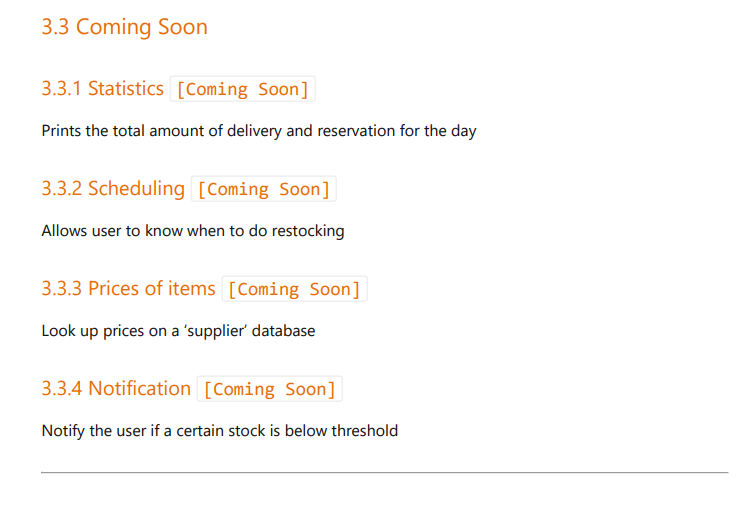 3.3 Coming Soon
3.3.1 Statistics [Coming Soon]
Prints the total amount of delivery and reservation for the day
3.3.2 Scheduling [Coming Soon]
Allows user to know when to do restocking
3.3.3 Prices of items [Coming Soon]
Look up prices on a ‘supplier’ database
3.3.4 Notification [Coming Soon]
Notify the user if a certain stock is below threshold